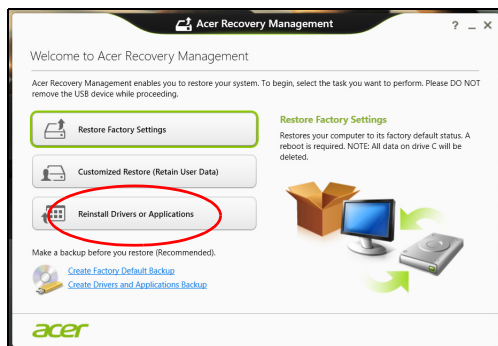 Acer Recovery Management
Welcome to Acer Recovery Management
Acer Recovery Management enables you to restore your system. To begin, select the task you want to perform. Please DO NOT
remove the USB device while proceeding.
Restore Factory Settings
Customized Restore (Retain User Data)
Reinstall Drivers or Applications
Restore Factory Settings
Restores your computer to its factory default status. A
reboot is required. NOTE: All data on drive C will be
deleted.
Make a backup before you restore (Recommended).
Create Factory Default Backup
Create Drivers and Applications Backup
acer